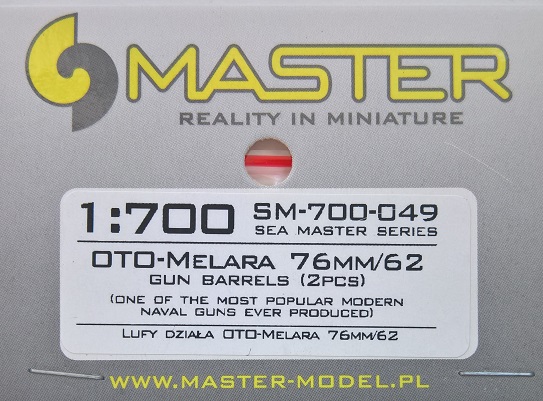 MASTER
REALITY IN MINIATURE
1:700 SM-700-049
SEA MASTER SERIES
OTO-MELARA 76MM/62
GUN BARRELS (2PCS)
(ONE OF THE MOST POPULAR MODERN
NAVAL GUNS EVER PRODUCED)
LUFY DZIAŁA OTO-MELARA 76MM/62
WWW.MASTER-MODEL.PL